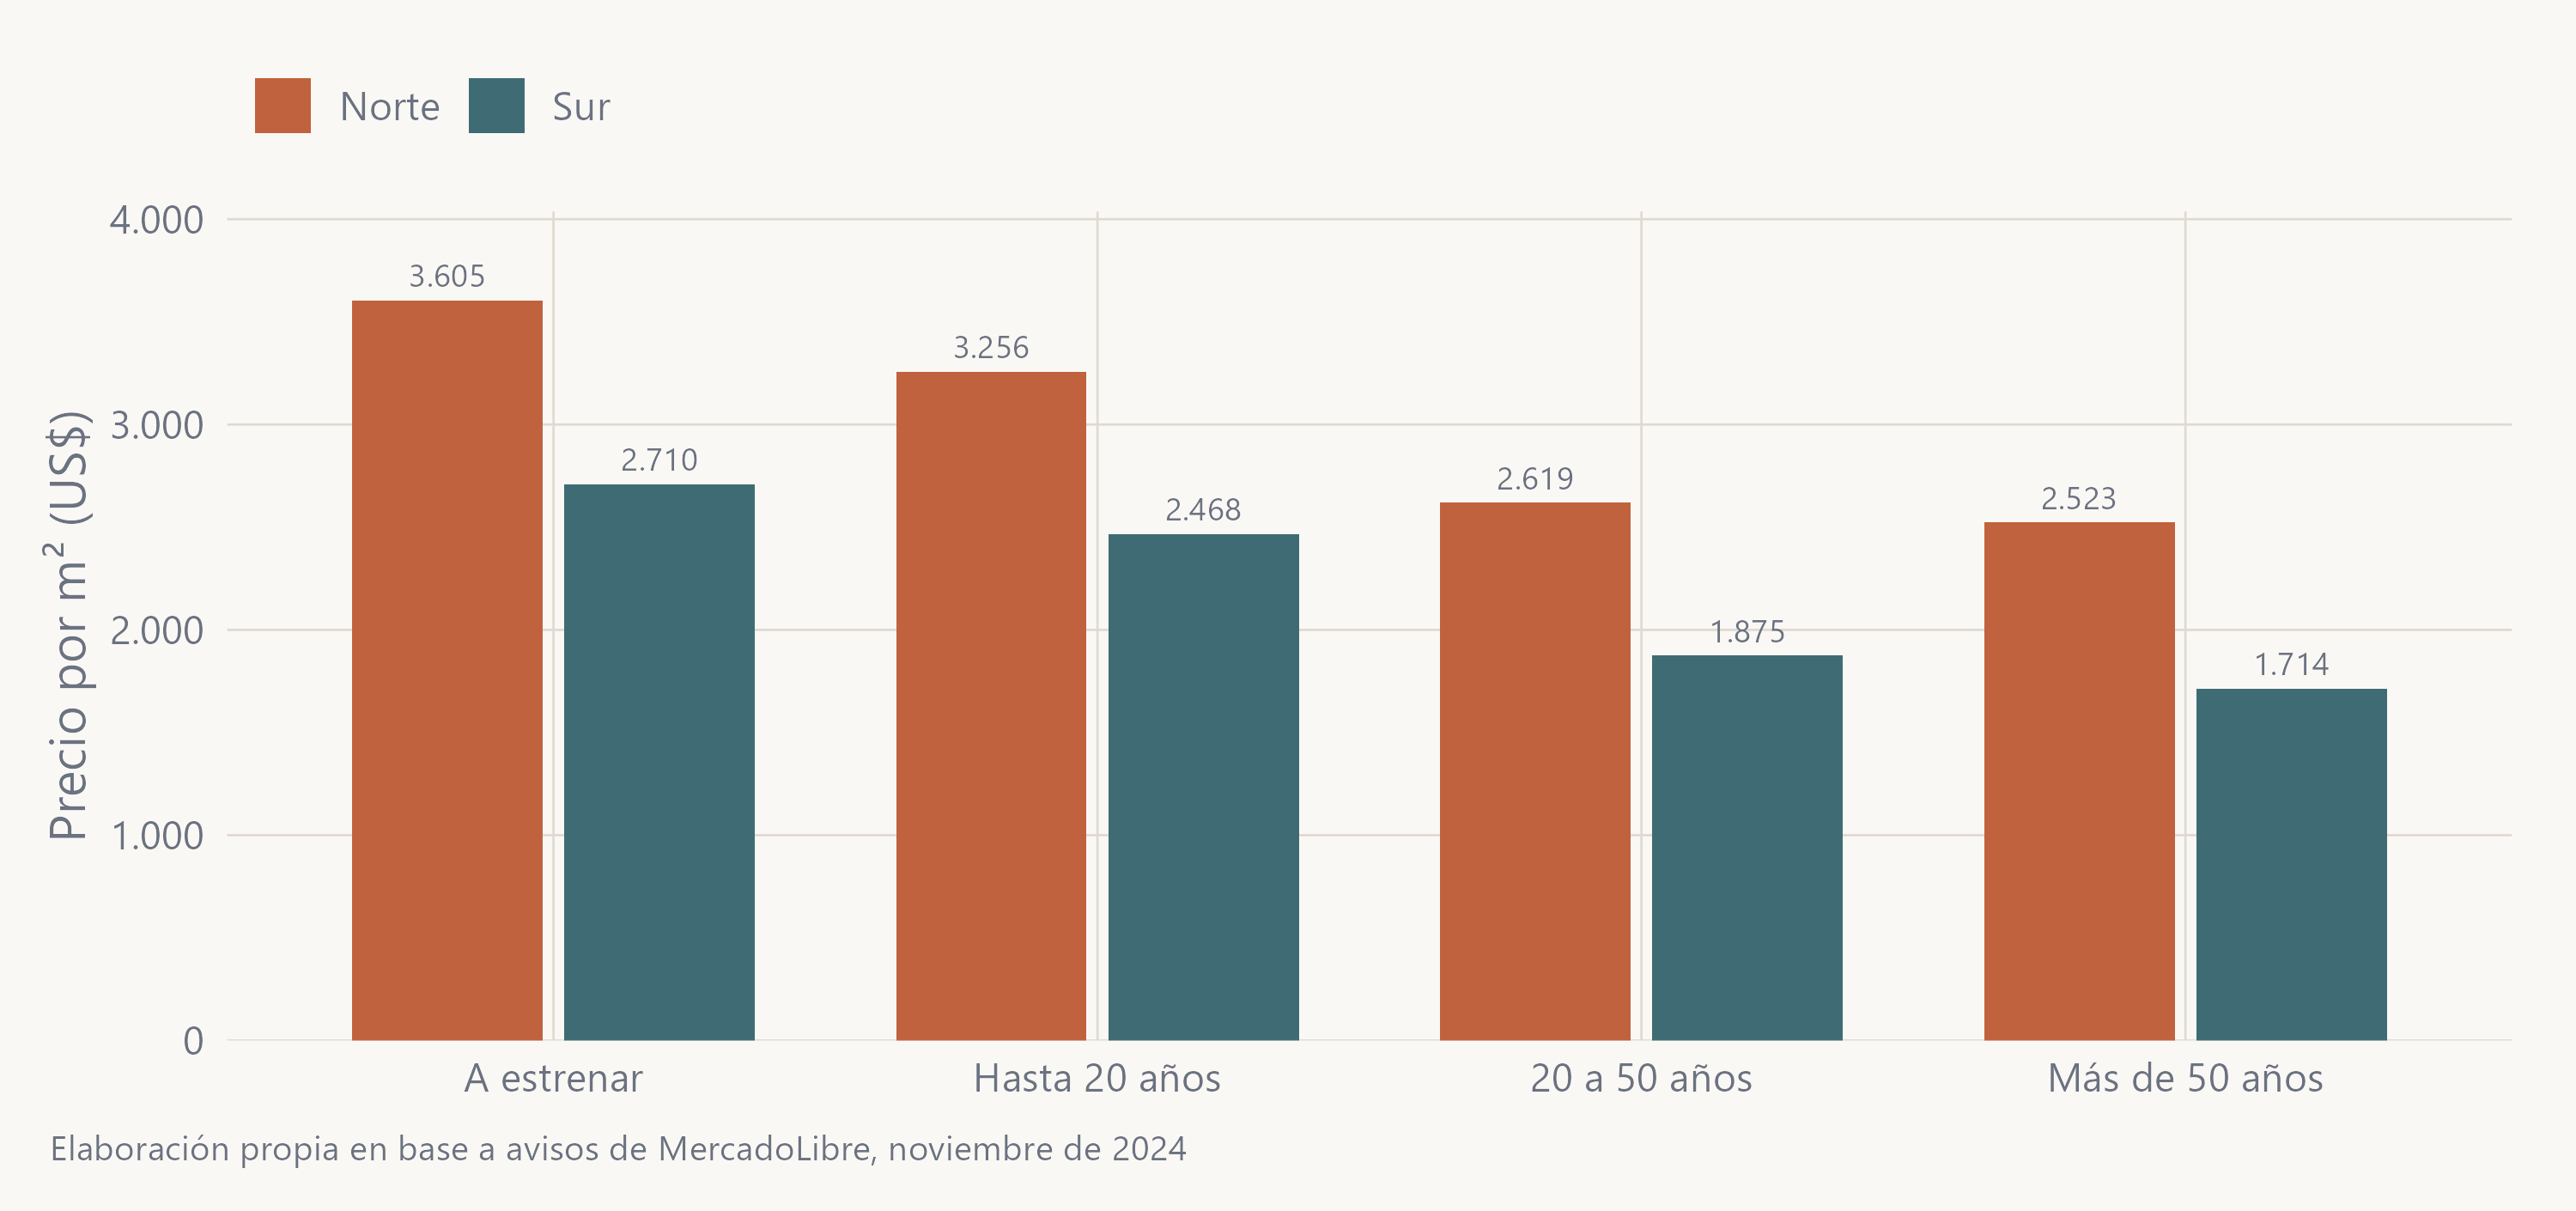 Norte Sur
Precio por m² (US$)
4.000
3.000
2.000
1.000
0
3.605
2.710
3.256
2.468
2.619
1.875
2.523
1.714
A estrenar
Hasta 20 años
20 a 50 años
Más de 50 años
Elaboración propia en base a avisos de MercadoLibre, noviembre de 2024